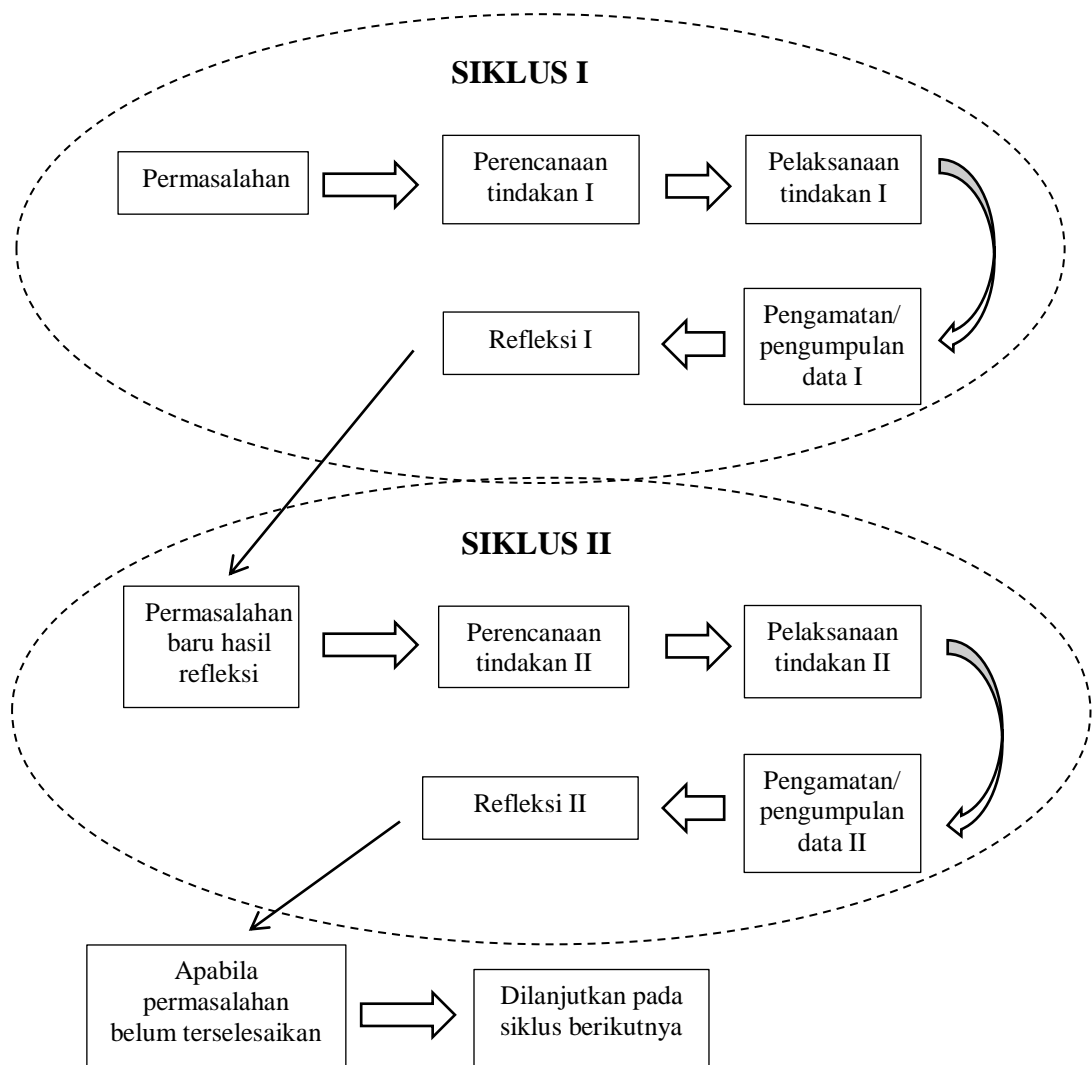 SIKLUS I
Permasalahan
Perencanaan
tindakan I
Pelaksanaan
tindakan I
Pengamatan/
pengumpulan
data I
Refleksi I
SIKLUS II
Permasalahan
baru hasil
refleksi
Perencanaan
tindakan II
Pelaksanaan
tindakan II
Pengamatan/
pengumpulan
data II
Refleksi II
Apabila
permasalahan
belum terselesaikan
Dilanjutkan pada
siklus berikutnya